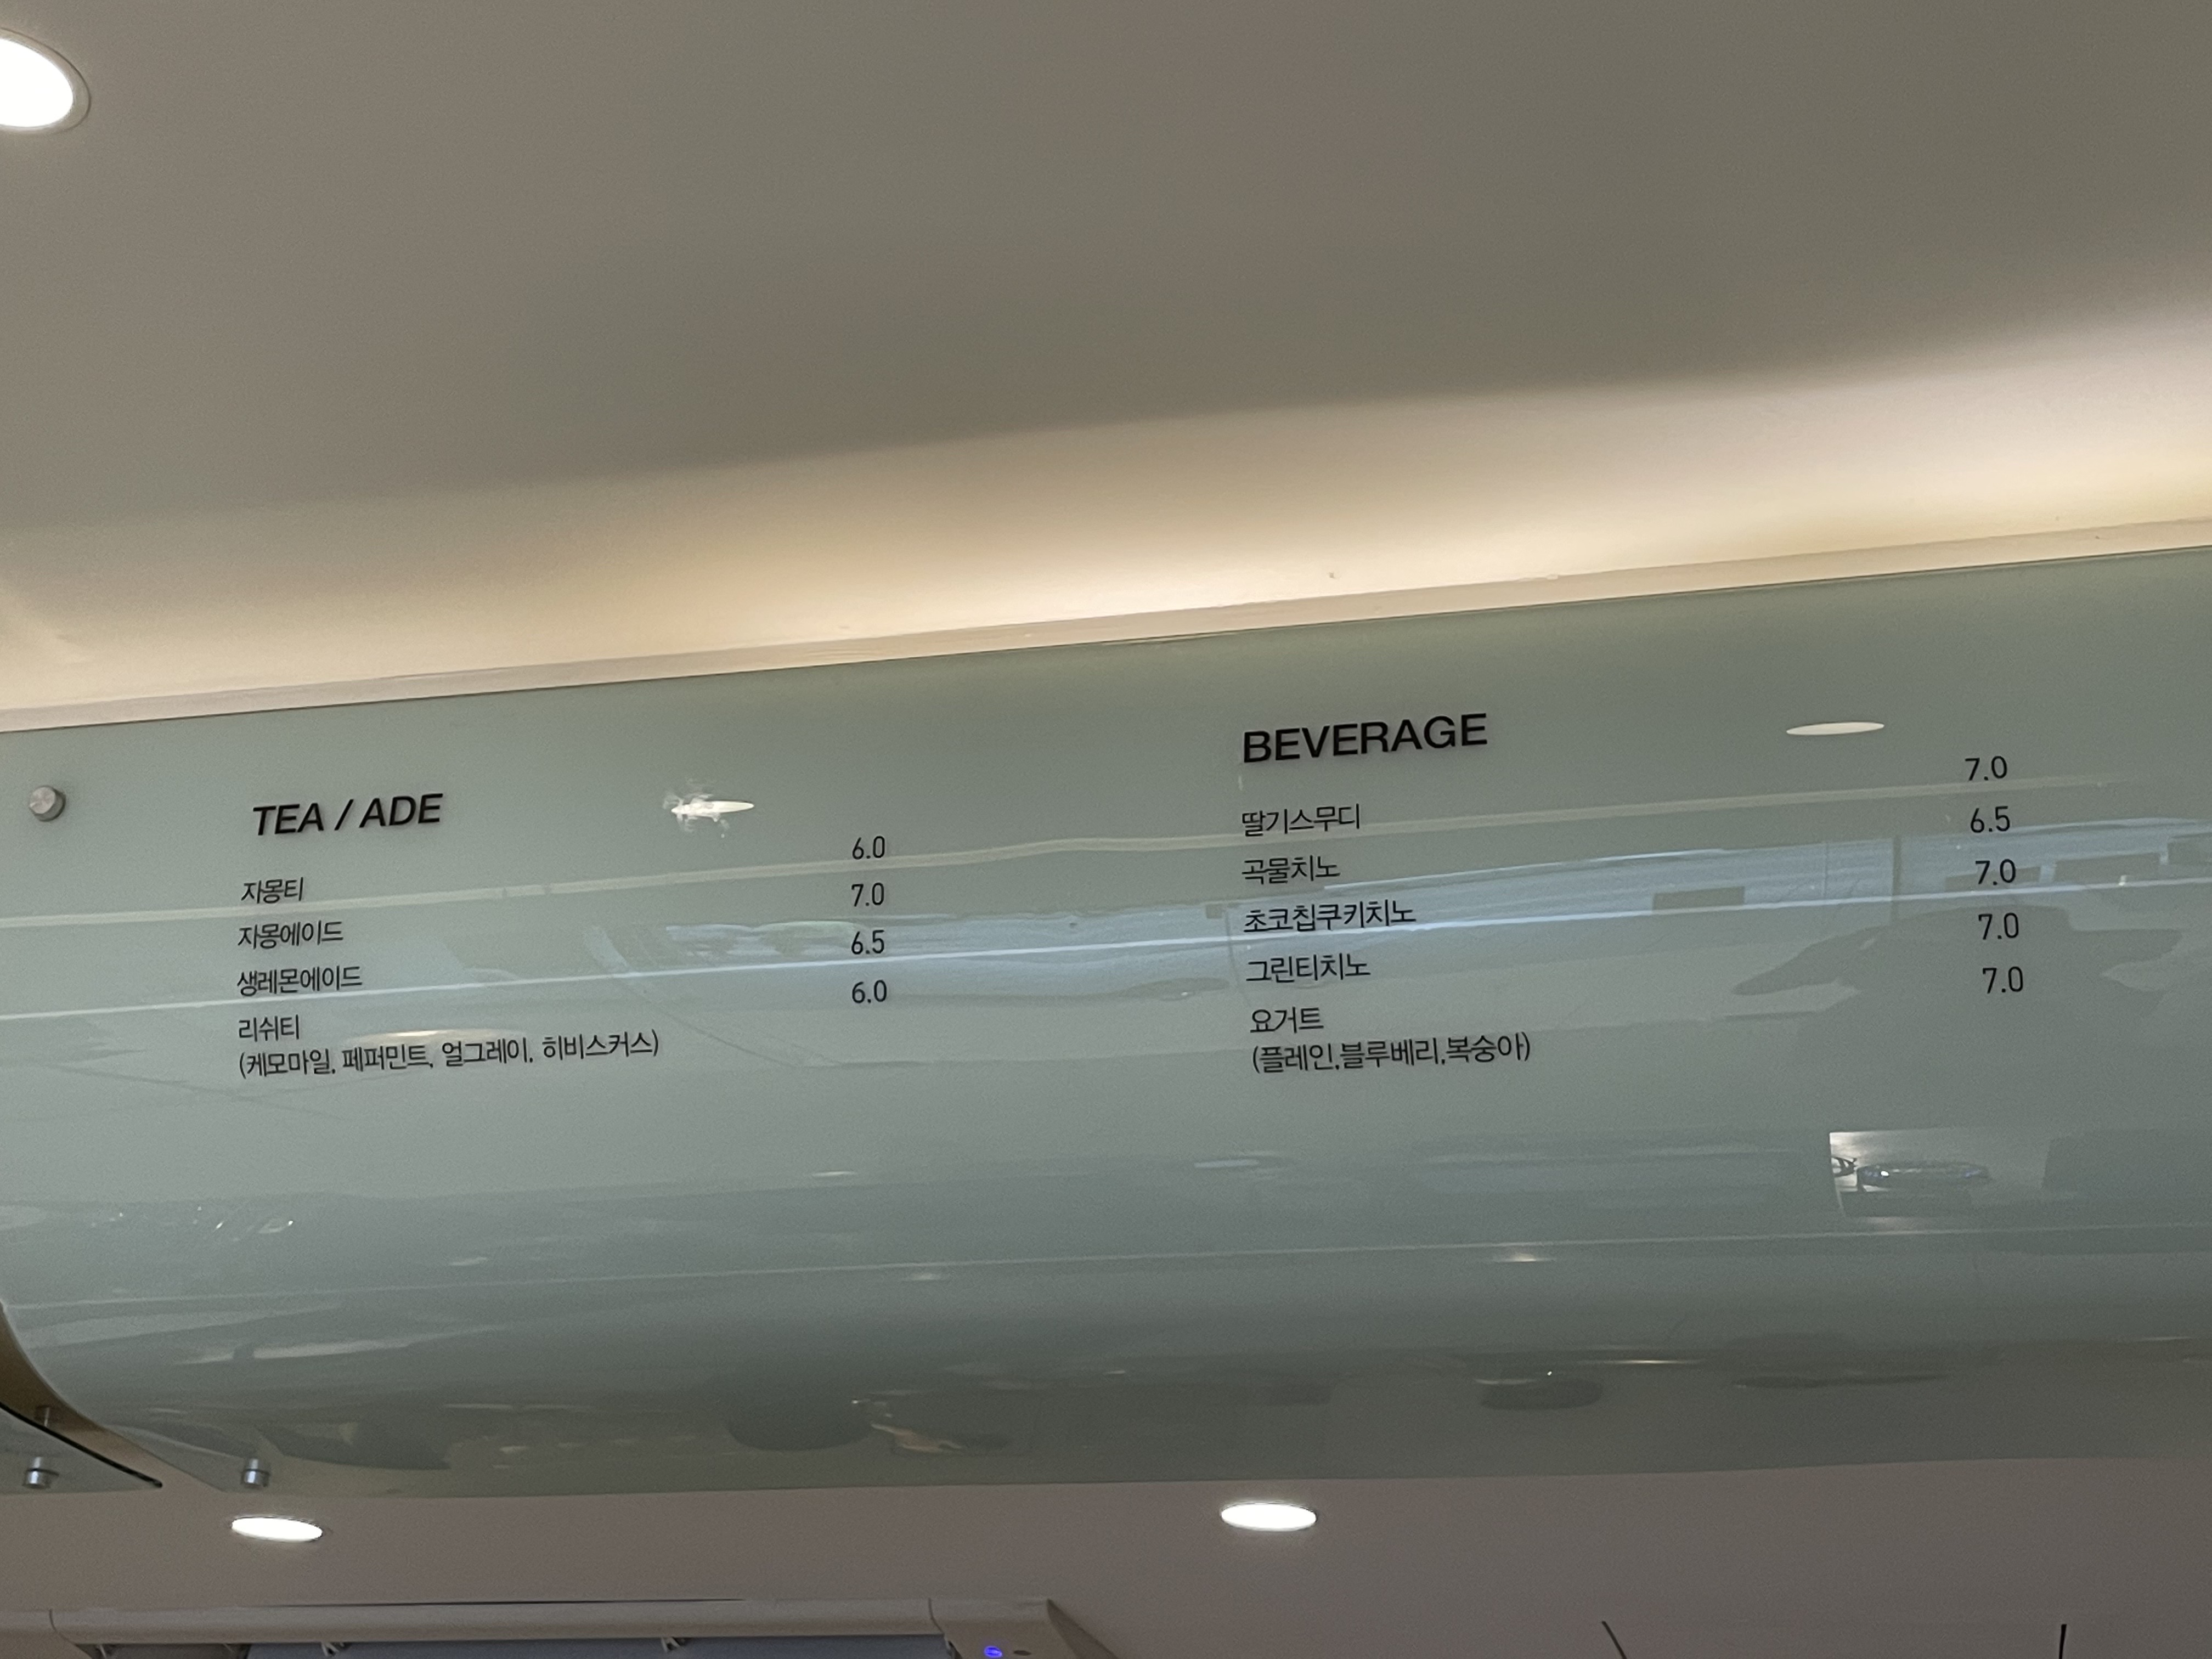 TEA / ADE
자몽티 6.0
자몽에이드 7.0
생레몬에이드 6.5
리쉬티 6.0
(케모마일, 페퍼민트, 얼그레이, 히비스커스)
BEVERAGE
딸기스무디 7.0
곡물치노 6.5
초코칩쿠키치노 7.0
그린티치노 7.0
요거트 7.0
(플레인,블루베리,복숭아)